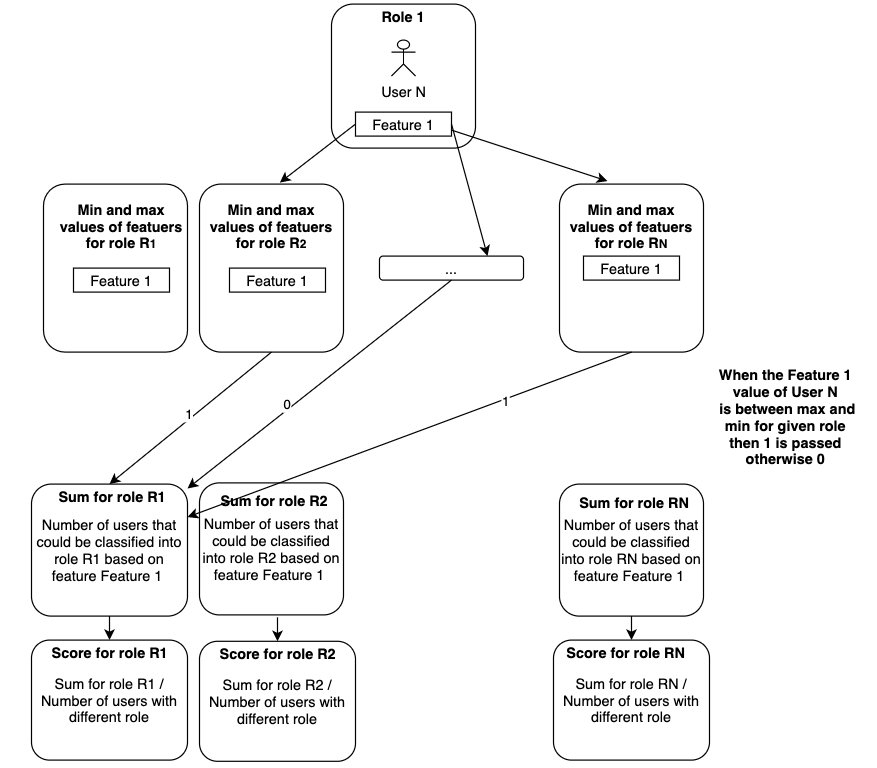 Role 1
User N
Feature 1
Min and max
values of featuers
for role R1
Feature 1
Min and max
values of featuers
for role R2
Feature 1
...
Min and max
values of featuers
for role RN
Feature 1
When the Feature 1
value of User N
is between max and
min for given role
then 1 is passed
otherwise 0
1
0
1
Sum for role R1
Number of users that
could be classified into
role R1 based on
feature Feature 1
Sum for role R2
Number of users that
could be classified
into role R2 based on
feature Feature 1
Sum for role RN
Number of users that
could be classified
into role RN based on
feature Feature 1
Score for role R1
Sum for role R1 /
Number of users with
different role
Score for role R2
Sum for role R2 /
Number of users with
different role
Score for role RN
Sum for role RN /
Number of users with
different role